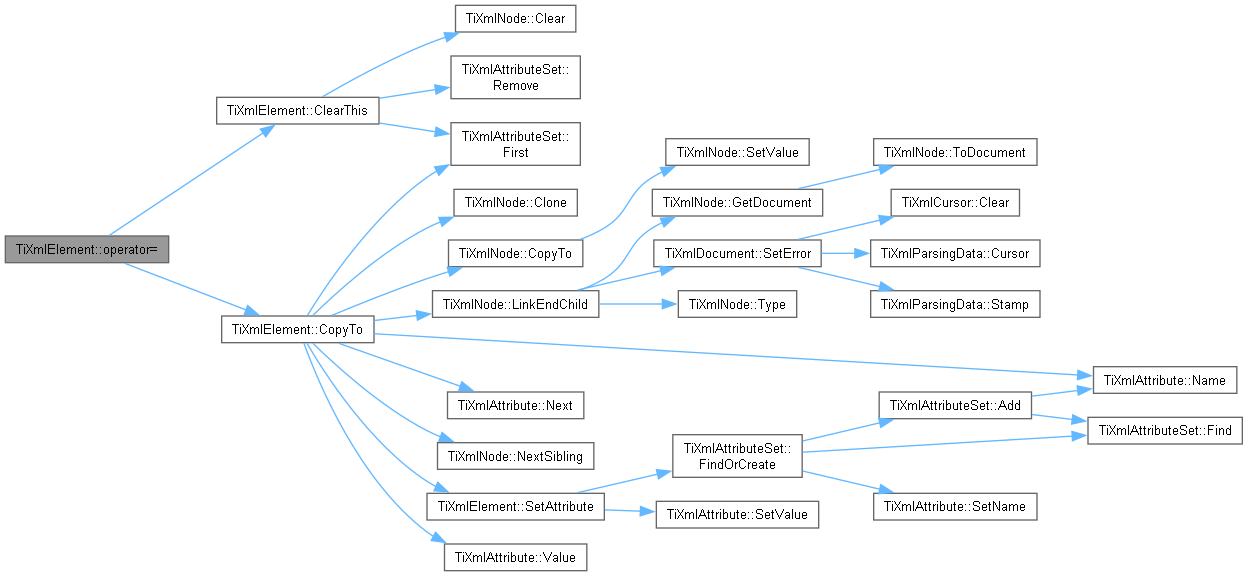 TiXmlNode::Clear
TiXmlAttributeSet::
Remove
TiXmlElement::ClearThis
TiXmlAttributeSet::
First
TiXmlNode::SetValue
TiXmlNode::ToDocument
TiXmlNode::Clone
TiXmlNode::GetDocument
TiXmlCursor::Clear
TiXmlElement::operator=
TiXmlNode::CopyTo
TiXmlDocument::SetError
TiXmlParsingData::Cursor
TiXmlNode::LinkEndChild
TiXmlNode::Type
TiXmlParsingData::Stamp
TiXmlElement::CopyTo
TiXmlAttribute::Name
TiXmlAttribute::Next
TiXmlAttributeSet::Add
TiXmlAttributeSet::Find
TiXmlNode::NextSibling
TiXmlAttributeSet::
FindOrCreate
TiXmlElement::SetAttribute
TiXmlAttribute::SetValue
TiXmlAttribute::SetName
TiXmlAttribute::Value